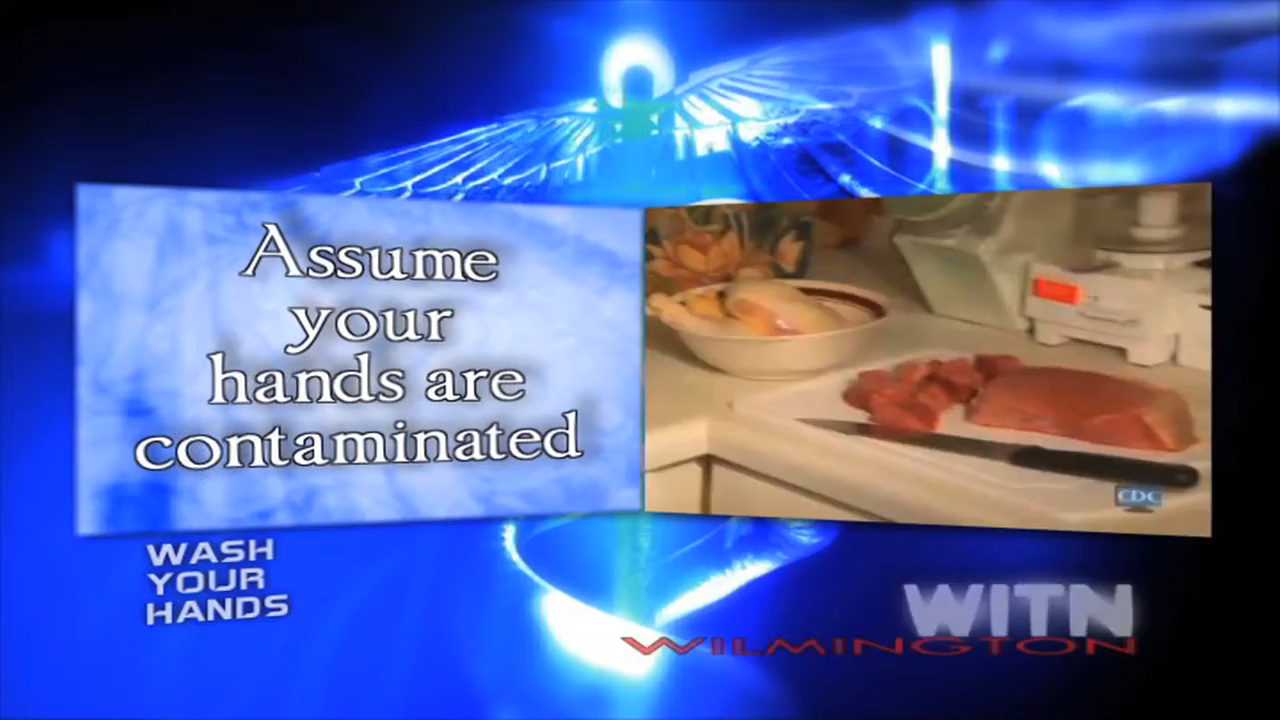 Assume
your
hands are
contaminated
CDC
WASH
YOUR
HANDS
WITN
WILMINGTON